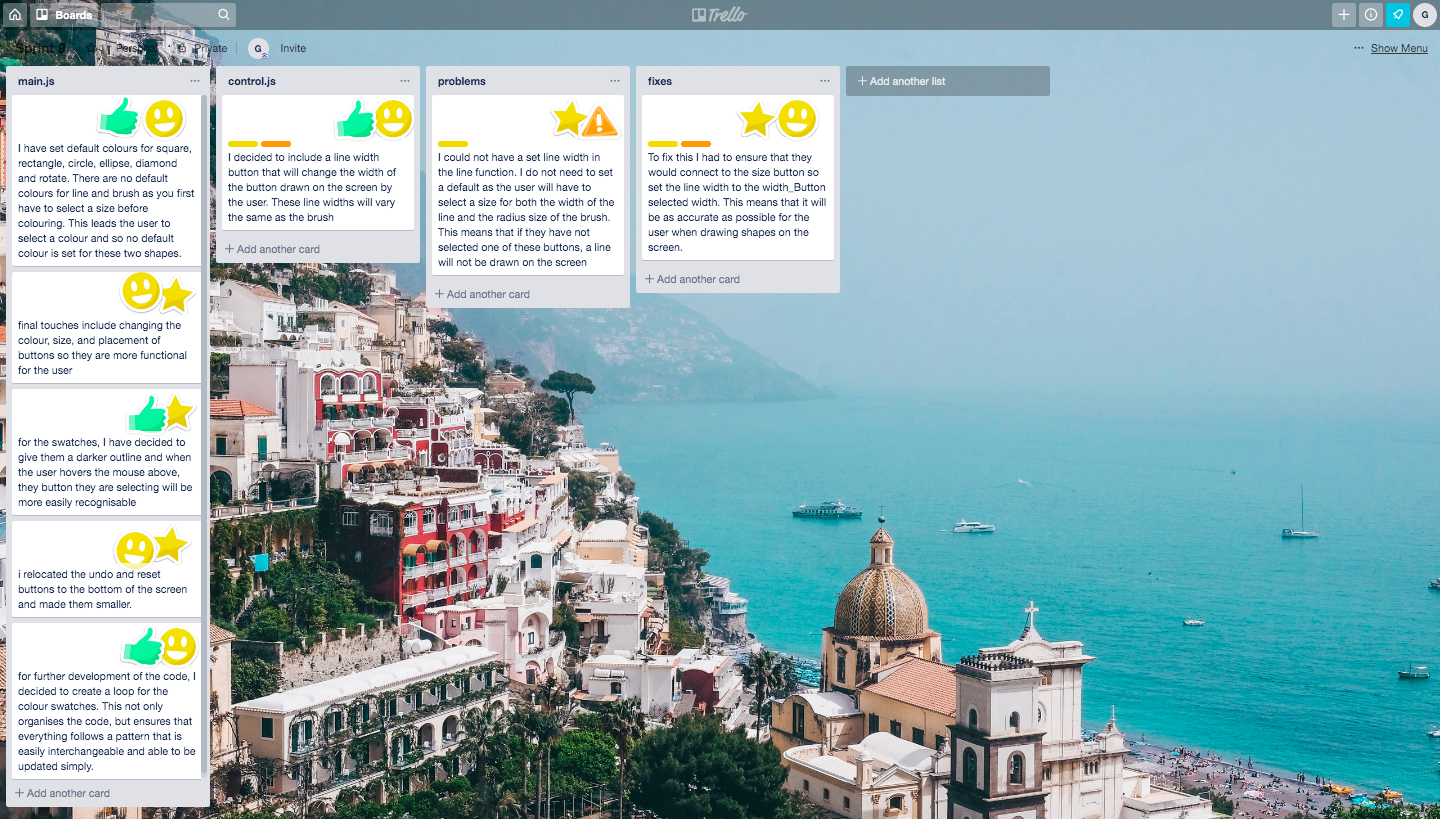 Boards
Trello
G
Sprint 9
Personal
Private
G
Invite
... Show Menu
main.js
I have set default colours for square,
rectangle, circle, ellipse, diamond
and rotate. There are no default
colours for line and brush as you first
have to select a size before
colouring. This leads the user to
select a colour and so no default
colour is set for these two shapes.
final touches include changing the
colour, size, and placement of
buttons so they are more functional
for the user
for the swatches, I have decided to
give them a darker outline and when
the user hovers the mouse above,
they button they are selecting will be
more easily recognisable
i relocated the undo and reset
buttons to the bottom of the screen
and made them smaller.
for further development of the code, I
decided to create a loop for the
colour swatches. This not only
organises the code, but ensures that
everything follows a pattern that is
easily interchangeable and able to be
updated simply.
+ Add another card
control.js
I decided to include a line width
button that will change the width of
the button drawn on the screen by
the user. These line widths will vary
the same as the brush
+ Add another card
problems
I could not have a set line width in
the line function. I do not need to set
a default as the user will have to
select a size for both the width of the
line and the radius size of the brush.
This means that if they have not
selected one of these buttons, a line
will not be drawn on the screen
+ Add another card
fixes
To fix this I had to ensure that they
would connect to the size button so
set the line width to the width_Button
selected width. This means that it will
be as accurate as possible for the
user when drawing shapes on the
screen.
+ Add another card
+ Add another list